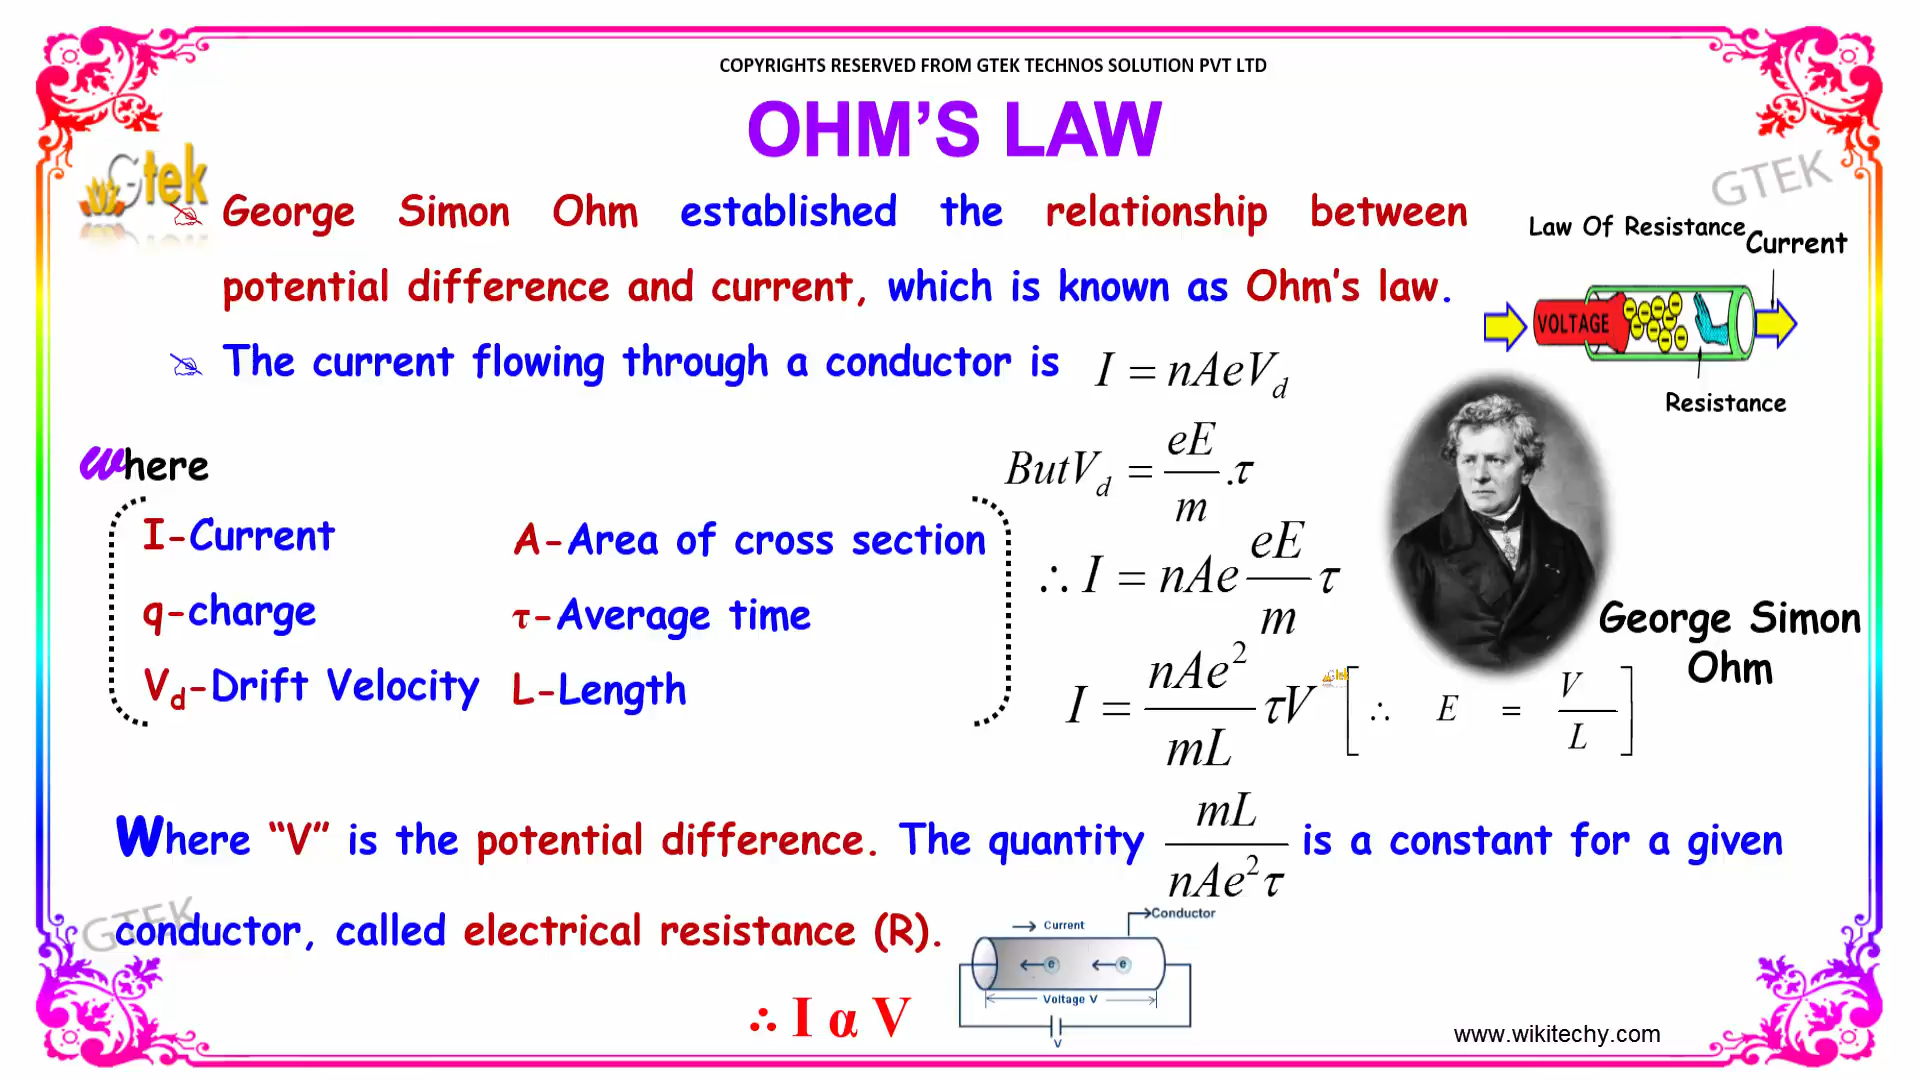 COPYRIGHTS RESERVED FROM GTEK TECHNOS SOLUTION PVT LTD
OHM'S LAW
Gtek
GTEK
George Simon Ohm established the relationship between
potential difference and current, which is known as Ohm's law.
The current flowing through a conductor is I = nAeV_d
Law Of Resistance
Current
VOLTAGE
Resistance
where
I-Current
A-Area of cross section
q-charge
τ-Average time
V_d-Drift Velocity
L-Length
ButV_d = eE/m .τ
∴ I = nAe eE/m τ
I = nAe²/mL τV [∴ E = V/L]
Gtek
George Simon
Ohm
Where “V” is the potential difference. The quantity mL/nAe²τ is a constant for a given
conductor, called electrical resistance (R).
GTEK
∴ I α V
Current
Conductor
e
e
Voltage V
V
www.wikitechy.com